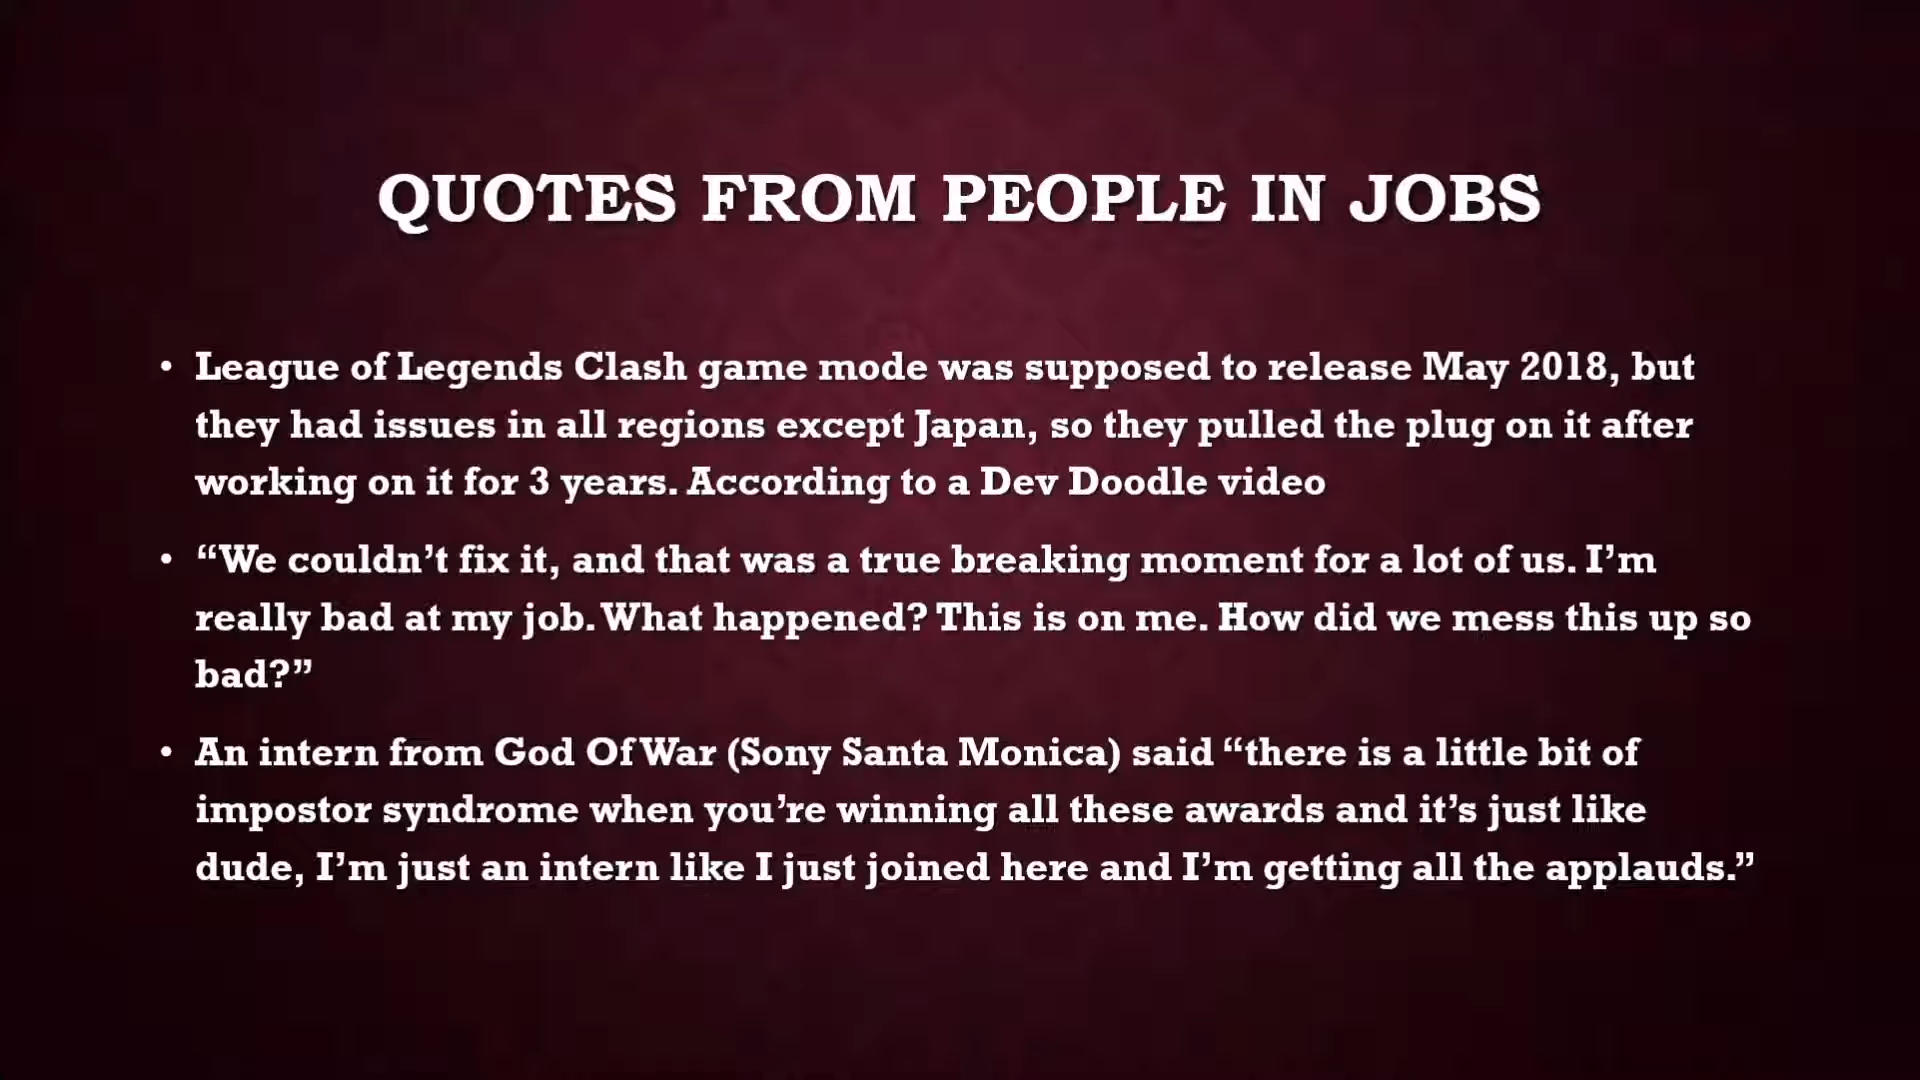 QUOTES FROM PEOPLE IN JOBS
• League of Legends Clash game mode was supposed to release May 2018, but
they had issues in all regions except Japan, so they pulled the plug on it after
working on it for 3 years. According to a Dev Doodle video
• “We couldn’t fix it, and that was a true breaking moment for a lot of us. I’m
really bad at my job. What happened? This is on me. How did we mess this up so
bad?”
• An intern from God Of War (Sony Santa Monica) said “there is a little bit of
impostor syndrome when you’re winning all these awards and it’s just like
dude, I’m just an intern like I just joined here and I’m getting all the applauds.”